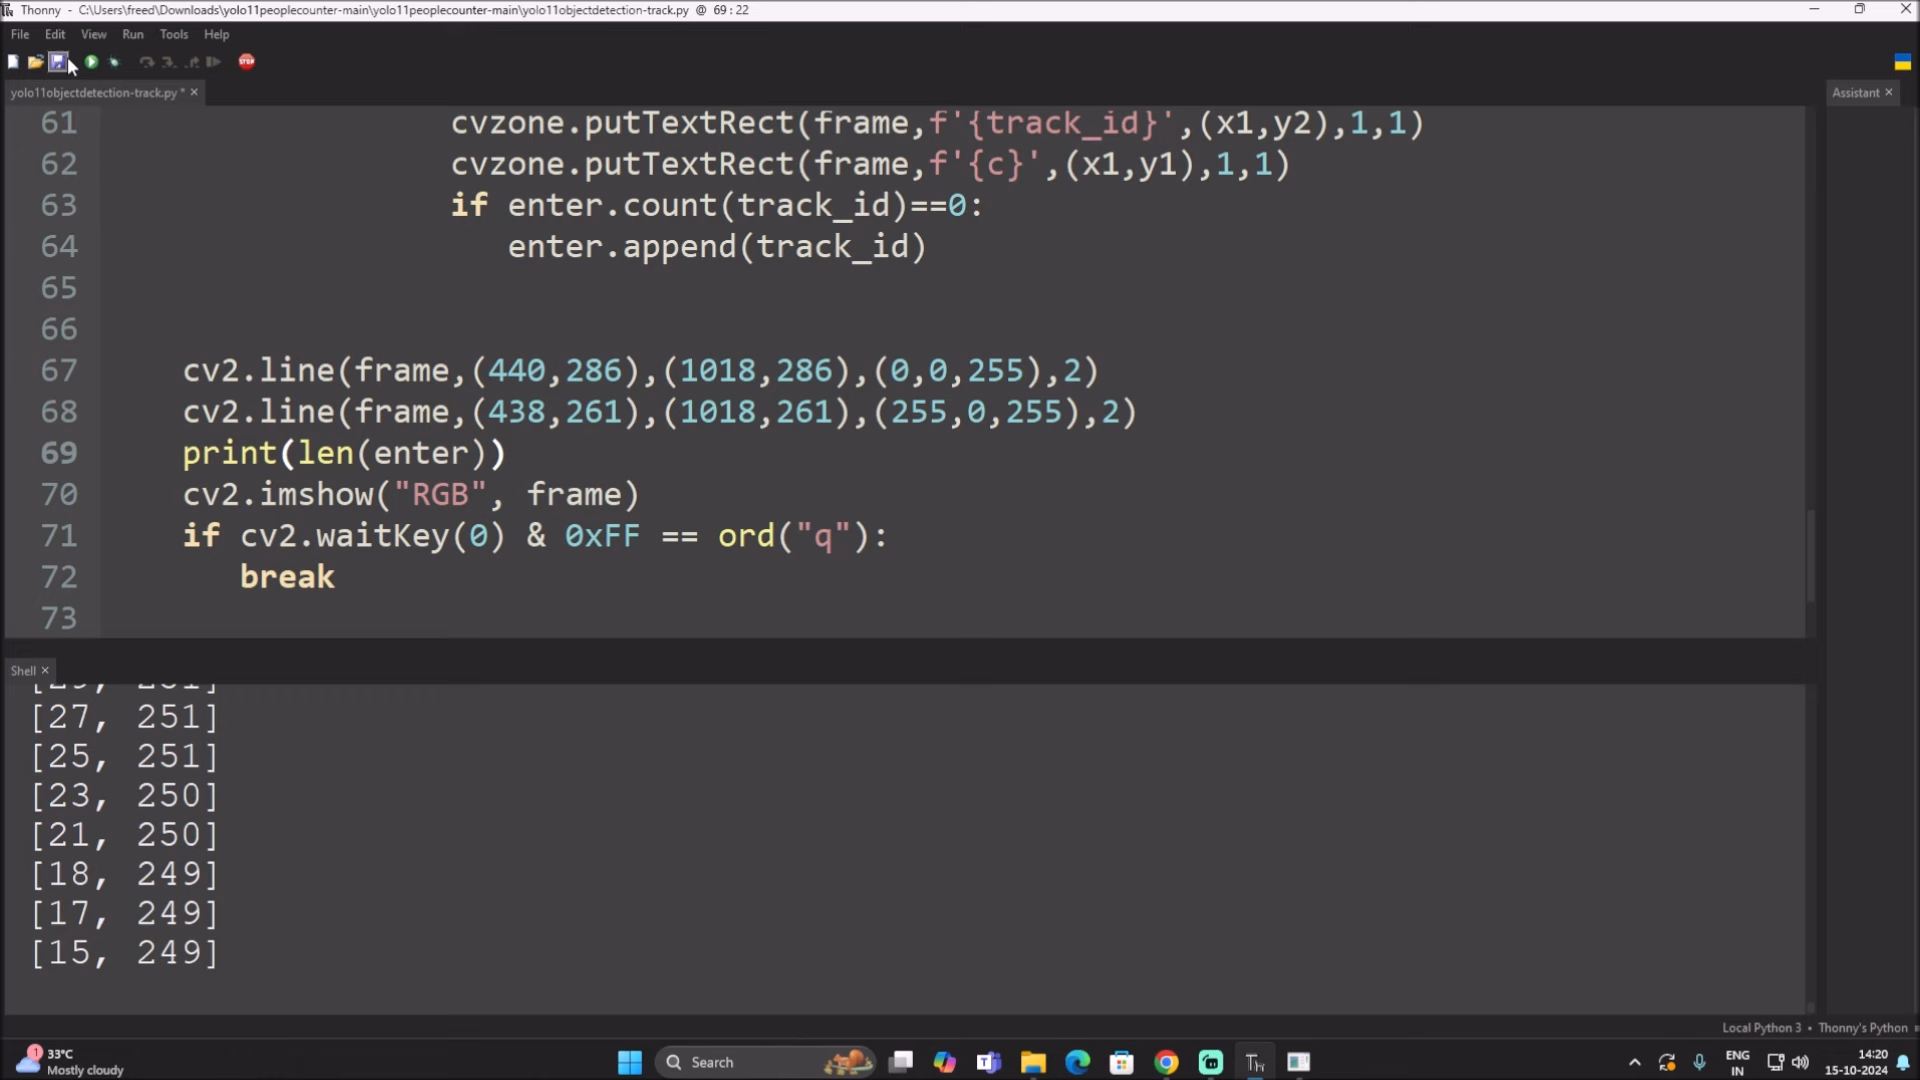 Thonny - C:\Users\freed\Downloads\yolo11peoplecounter-main\yolo11peoplecounter-main\yolo11objectdetection-track.py @ 69:22
File Edit View Run Tools Help
STOP
yolo11objectdetection-track.py * ×
Assistant ×
61 cvzone.putTextRect(frame,f'{track_id}',(x1,y2),1,1)
62 cvzone.putTextRect(frame,f'{c}',(x1,y1),1,1)
63 if enter.count(track_id)==0:
64 enter.append(track_id)
65
66
67 cv2.line(frame,(440,286),(1018,286),(0,0,255),2)
68 cv2.line(frame,(438,261),(1018,261),(255,0,255),2)
69 print(len(enter))
70 cv2.imshow("RGB", frame)
71 if cv2.waitKey(0) & 0xFF == ord("q"):
72 break
73
Shell ×
[27, 251]
[25, 251]
[23, 250]
[21, 250]
[18, 249]
[17, 249]
[15, 249]
Local Python 3 • Thonny's Python
1
33°C
Mostly cloudy
Search
ENG
IN
14:20
15-10-2024